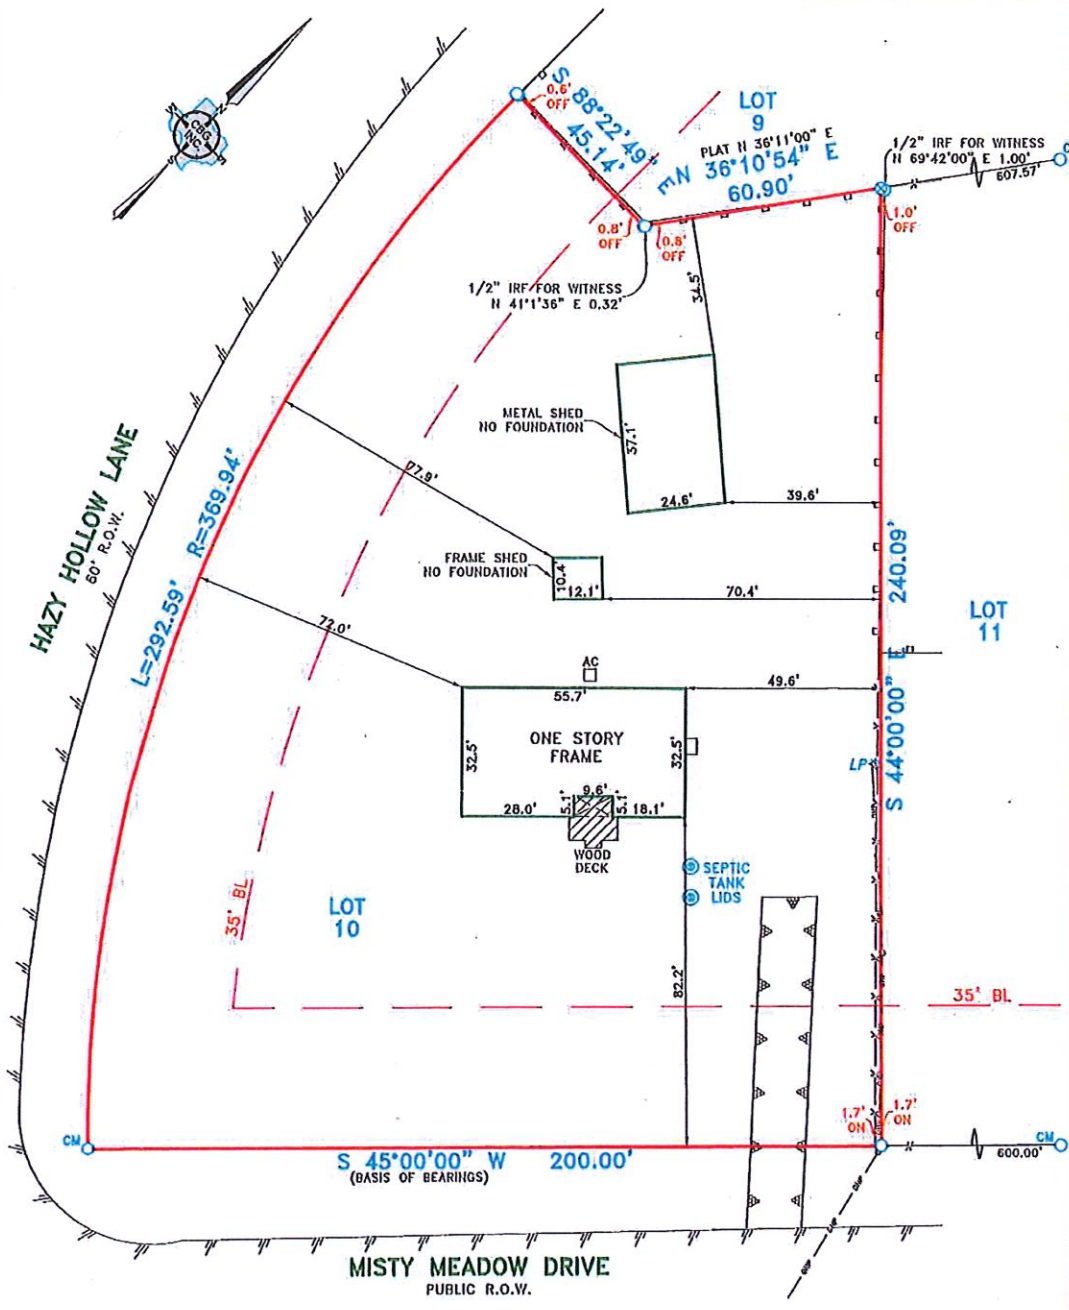 CBG
INC.
0.6'
OFF
S 88°22'49" E
45.14'
LOT
9
PLAT N 36°11'00" E
N 36°10'54" E
60.90'
1/2" IRF FOR WITNESS
N 69°42'00" E 1.00'
607.57'
0.8'
OFF
0.8'
OFF
1.0'
OFF
1/2" IRF FOR WITNESS
N 41°1'36" E 0.32'
34.5'
METAL SHED
NO FOUNDATION
37.1'
24.6'
39.6'
HAZY HOLLOW LANE
60' R.O.W.
L=292.59' R=369.94'
77.9'
FRAME SHED
NO FOUNDATION
10.4'
12.1'
70.4'
S 44°00'00" E 240.09'
LOT
11
72.0'
AC
55.7'
49.6'
ONE STORY
FRAME
32.5'
32.5'
LP
28.0'
5.1'
9.6'
5.1'
18.1'
WOOD
DECK
SEPTIC
TANK
LIDS
LOT
10
35' BL
82.2'
35' BL
1.7'
ON
1.7'
ON
CM
CM
600.00'
S 45°00'00" W 200.00'
(BASIS OF BEARINGS)
MISTY MEADOW DRIVE
PUBLIC R.O.W.